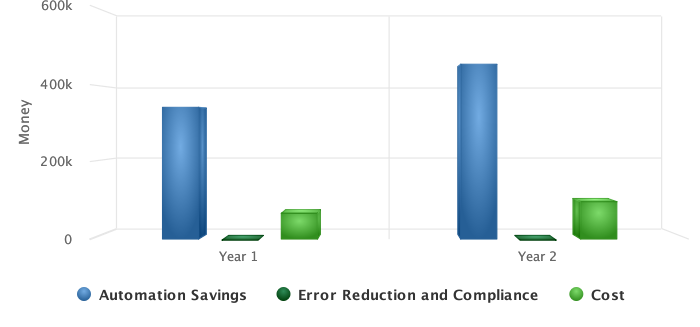 600k
400k
200k
0
Money
Year 1
Year 2
Automation Savings
Error Reduction and Compliance
Cost